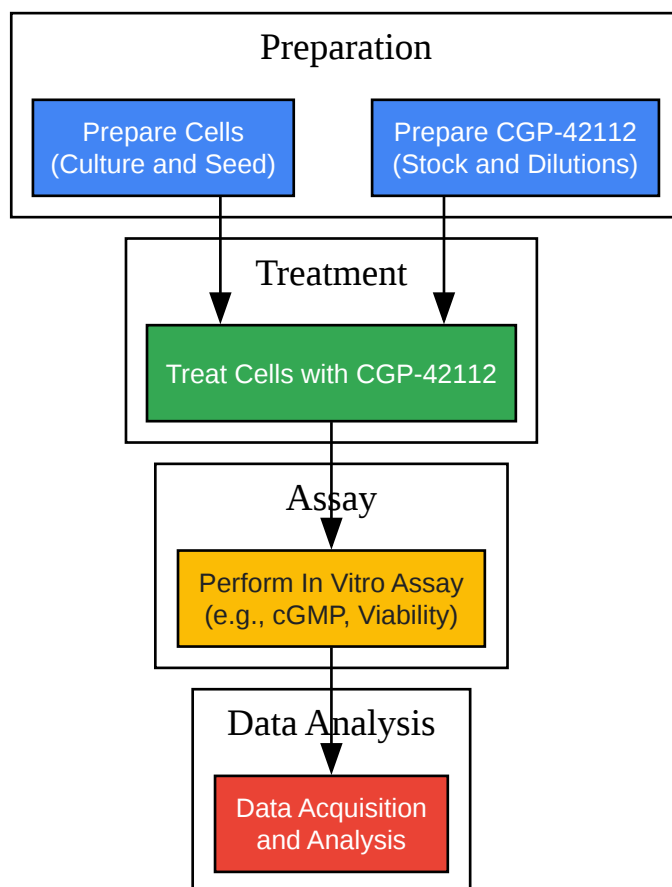 Preparation
Prepare Cells
(Culture and Seed)
Prepare CGP-42112
(Stock and Dilutions)
Treatment
Treat Cells with CGP-42112
Assay
Perform In Vitro Assay
(e.g., cGMP, Viability)
Data Analysis
Data Acquisition
and Analysis